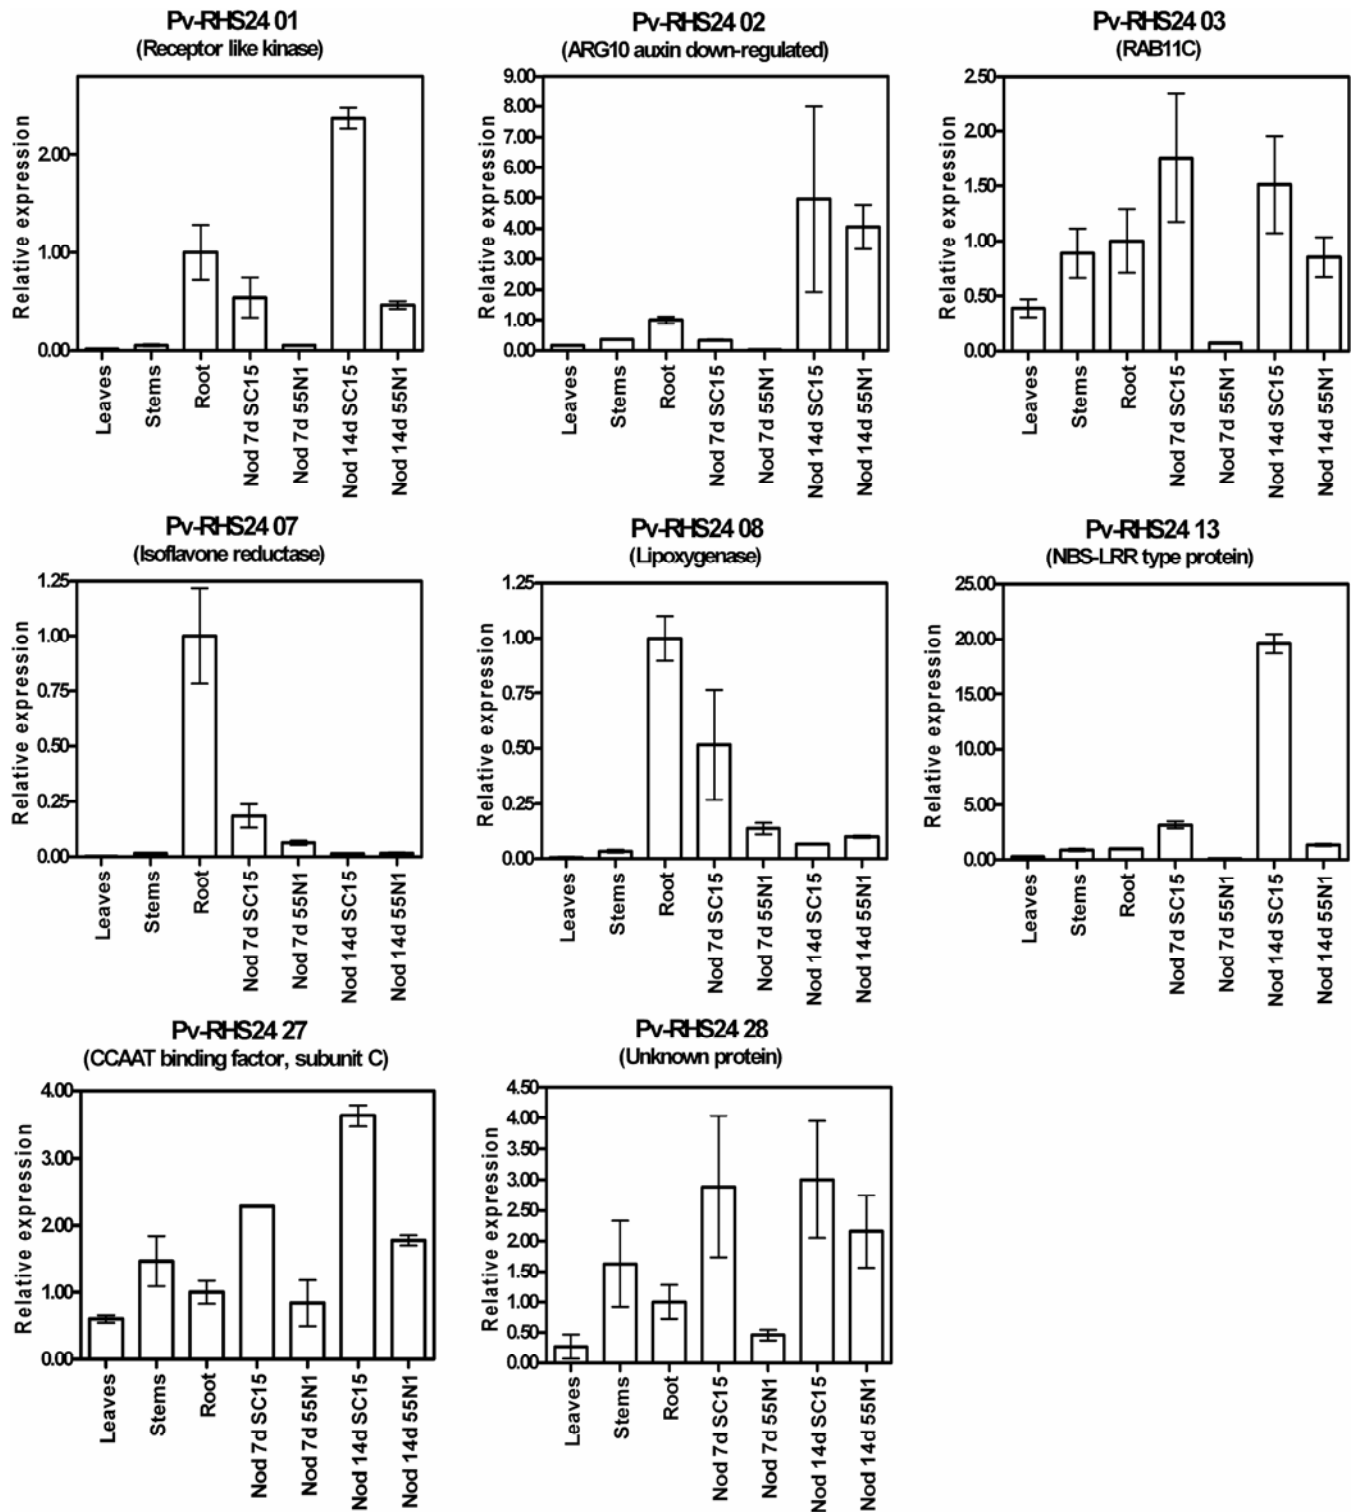 Pv-RHS24 01
(Receptor like kinase)
Relative expression
2.00
1.00
0.00
Leaves
Stems
Root
Nod 7d SC15
Nod 7d 55N1
Nod 14d SC15
Nod 14d 55N1
Pv-RHS24 02
(ARG10 auxin down-regulated)
Relative expression
9.00
8.00
7.00
6.00
5.00
4.00
3.00
2.00
1.00
0.00
Leaves
Stems
Root
Nod 7d SC15
Nod 7d 55N1
Nod 14d SC15
Nod 14d 55N1
Pv-RHS24 03
(RAB11C)
Relative expression
2.50
2.00
1.50
1.00
0.50
0.00
Leaves
Stems
Root
Nod 7d SC15
Nod 7d 55N1
Nod 14d SC15
Nod 14d 55N1
Pv-RHS24 07
(Isoflavone reductase)
Relative expression
1.25
1.00
0.75
0.50
0.25
0.00
Leaves
Stems
Root
Nod 7d SC15
Nod 7d 55N1
Nod 14d SC15
Nod 14d 55N1
Pv-RHS24 08
(Lipoxygenase)
Relative expression
1.25
1.00
0.75
0.50
0.25
0.00
Leaves
Stems
Root
Nod 7d SC15
Nod 7d 55N1
Nod 14d SC15
Nod 14d 55N1
Pv-RHS24 13
(NBS-LRR type protein)
Relative expression
25.00
20.00
15.00
10.00
5.00
0.00
Leaves
Stems
Root
Nod 7d SC15
Nod 7d 55N1
Nod 14d SC15
Nod 14d 55N1
Pv-RHS24 27
(CCAAT binding factor, subunit C)
Relative expression
4.00
3.00
2.00
1.00
0.00
Leaves
Stems
Root
Nod 7d SC15
Nod 7d 55N1
Nod 14d SC15
Nod 14d 55N1
Pv-RHS24 28
(Unknown protein)
Relative expression
4.50
4.00
3.50
3.00
2.50
2.00
1.50
1.00
0.50
0.00
Leaves
Stems
Root
Nod 7d SC15
Nod 7d 55N1
Nod 14d SC15
Nod 14d 55N1